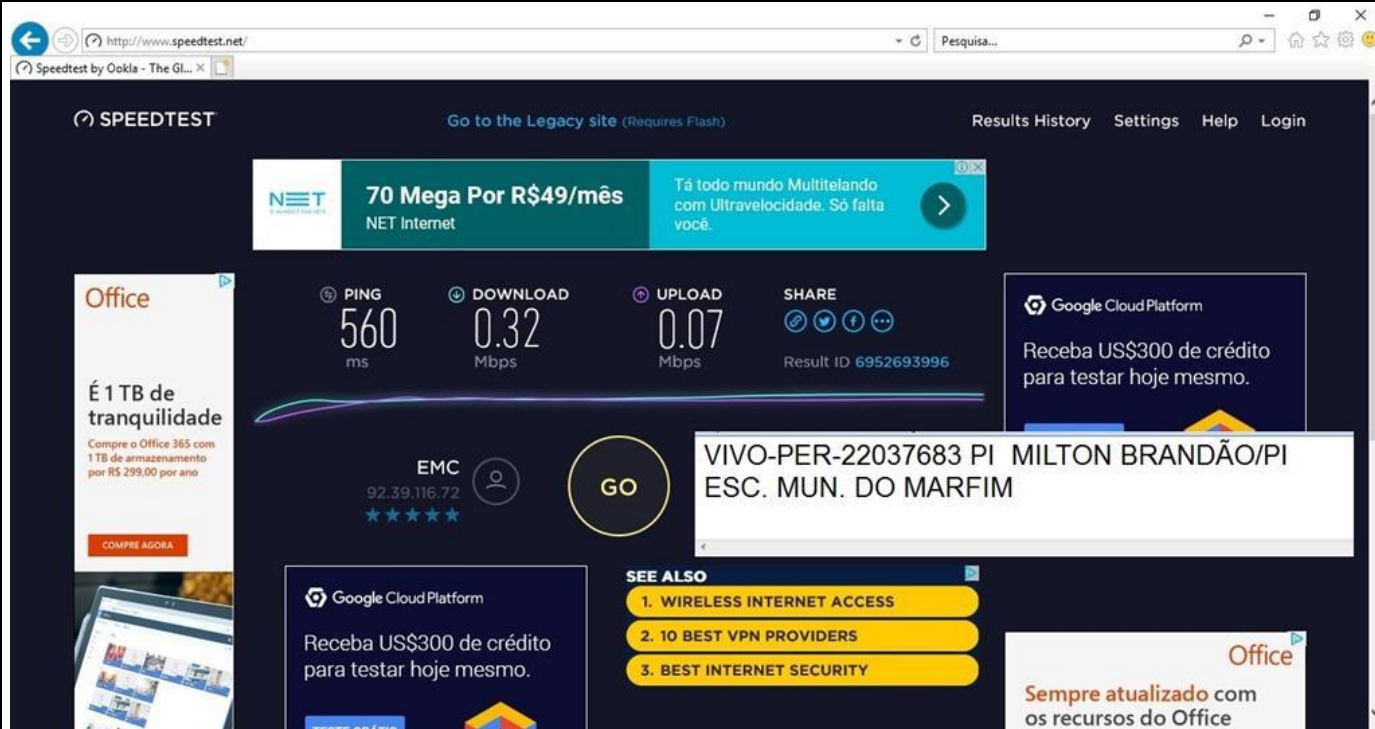 http://www.speedtest.net/
Pesquisa...
Speedtest by Ookla - The Gl...
SPEEDTEST
Go to the Legacy site (Requires Flash)
Results History Settings Help Login
NET
70 Mega Por R$49/mês
NET Internet
Tá todo mundo Multitelando
com Ultravelocidade. Só falta
você.
Office
É 1 TB de
tranquilidade
Compre o Office 365 com
1 TB de armazenamento
por R$ 299,00 por ano
COMPRE AGORA
PING DOWNLOAD UPLOAD SHARE
560 0.32 0.07
ms Mbps Mbps Result ID 6952693996
Google Cloud Platform
Receba US$300 de crédito
para testar hoje mesmo.
EMC
92.39.116.72
GO
VIVO-PER-22037683 PI MILTON BRANDÃO/PI
ESC. MUN. DO MARFIM
Google Cloud Platform
Receba US$300 de crédito
para testar hoje mesmo.
TESTE GRÁTIS
SEE ALSO
1. WIRELESS INTERNET ACCESS
2. 10 BEST VPN PROVIDERS
3. BEST INTERNET SECURITY
Office
Sempre atualizado com
os recursos do Office